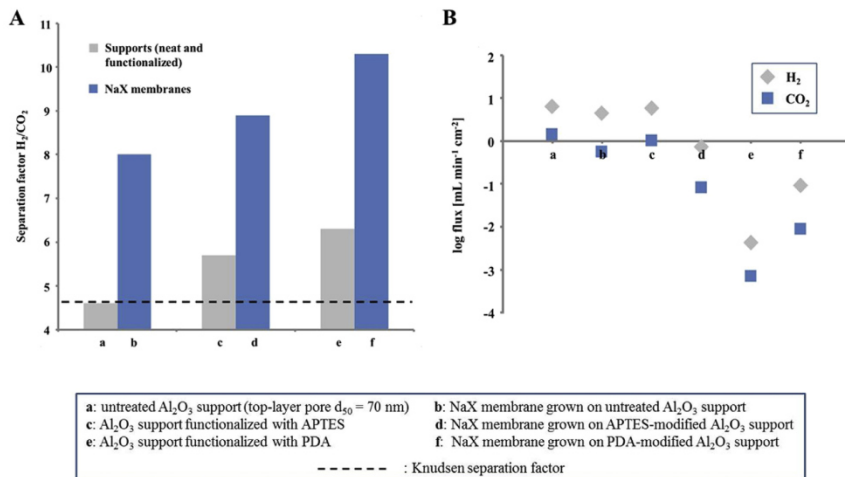 A
Separation factor H₂/CO₂
11
10
9
8
7
6
5
4
Supports (neat and
functionalized)
NaX membranes
a b c d e f
B
log flux [mL min⁻¹ cm⁻²]
2
1
0
-1
-2
-3
-4
H₂
CO₂
a b c d e f
a: untreated Al₂O₃ support (top-layer pore d₅₀ = 70 nm) b: NaX membrane grown on untreated Al₂O₃ support
c: Al₂O₃ support functionalized with APTES d: NaX membrane grown on APTES-modified Al₂O₃ support
e: Al₂O₃ support functionalized with PDA f: NaX membrane grown on PDA-modified Al₂O₃ support
: Knudsen separation factor